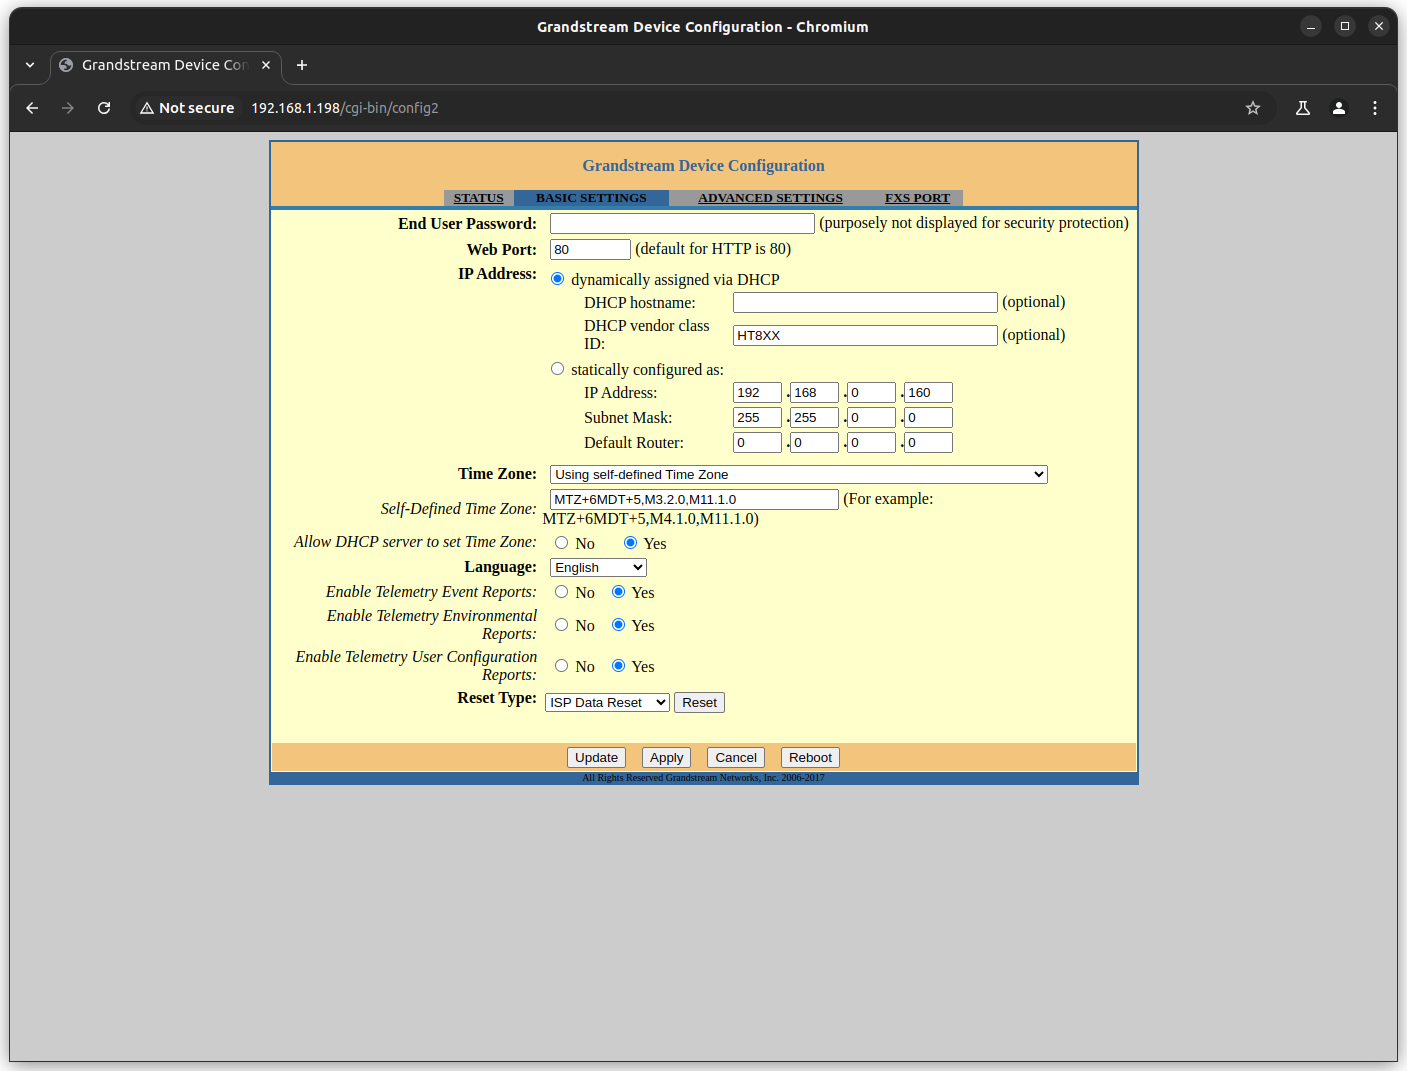 Grandstream Device Configuration - Chromium
Grandstream Device Con
Not secure 192.168.1.198/cgi-bin/config2
Grandstream Device Configuration
STATUS BASIC SETTINGS ADVANCED SETTINGS FXS PORT
End User Password: (purposely not displayed for security protection)
Web Port: 80 (default for HTTP is 80)
IP Address: dynamically assigned via DHCP
DHCP hostname: (optional)
DHCP vendor class
ID: HT8XX (optional)
statically configured as:
IP Address: 192 . 168 . 0 . 160
Subnet Mask: 255 . 255 . 0 . 0
Default Router: 0 . 0 . 0 . 0
Time Zone: Using self-defined Time Zone
Self-Defined Time Zone: MTZ+6MDT+5,M3.2.0,M11.1.0 (For example:
MTZ+6MDT+5,M4.1.0,M11.1.0)
Allow DHCP server to set Time Zone: No Yes
Language: English
Enable Telemetry Event Reports: No Yes
Enable Telemetry Environmental
Reports: No Yes
Enable Telemetry User Configuration
Reports: No Yes
Reset Type: ISP Data Reset Reset
Update Apply Cancel Reboot
All Rights Reserved Grandstream Networks, Inc. 2006-2017